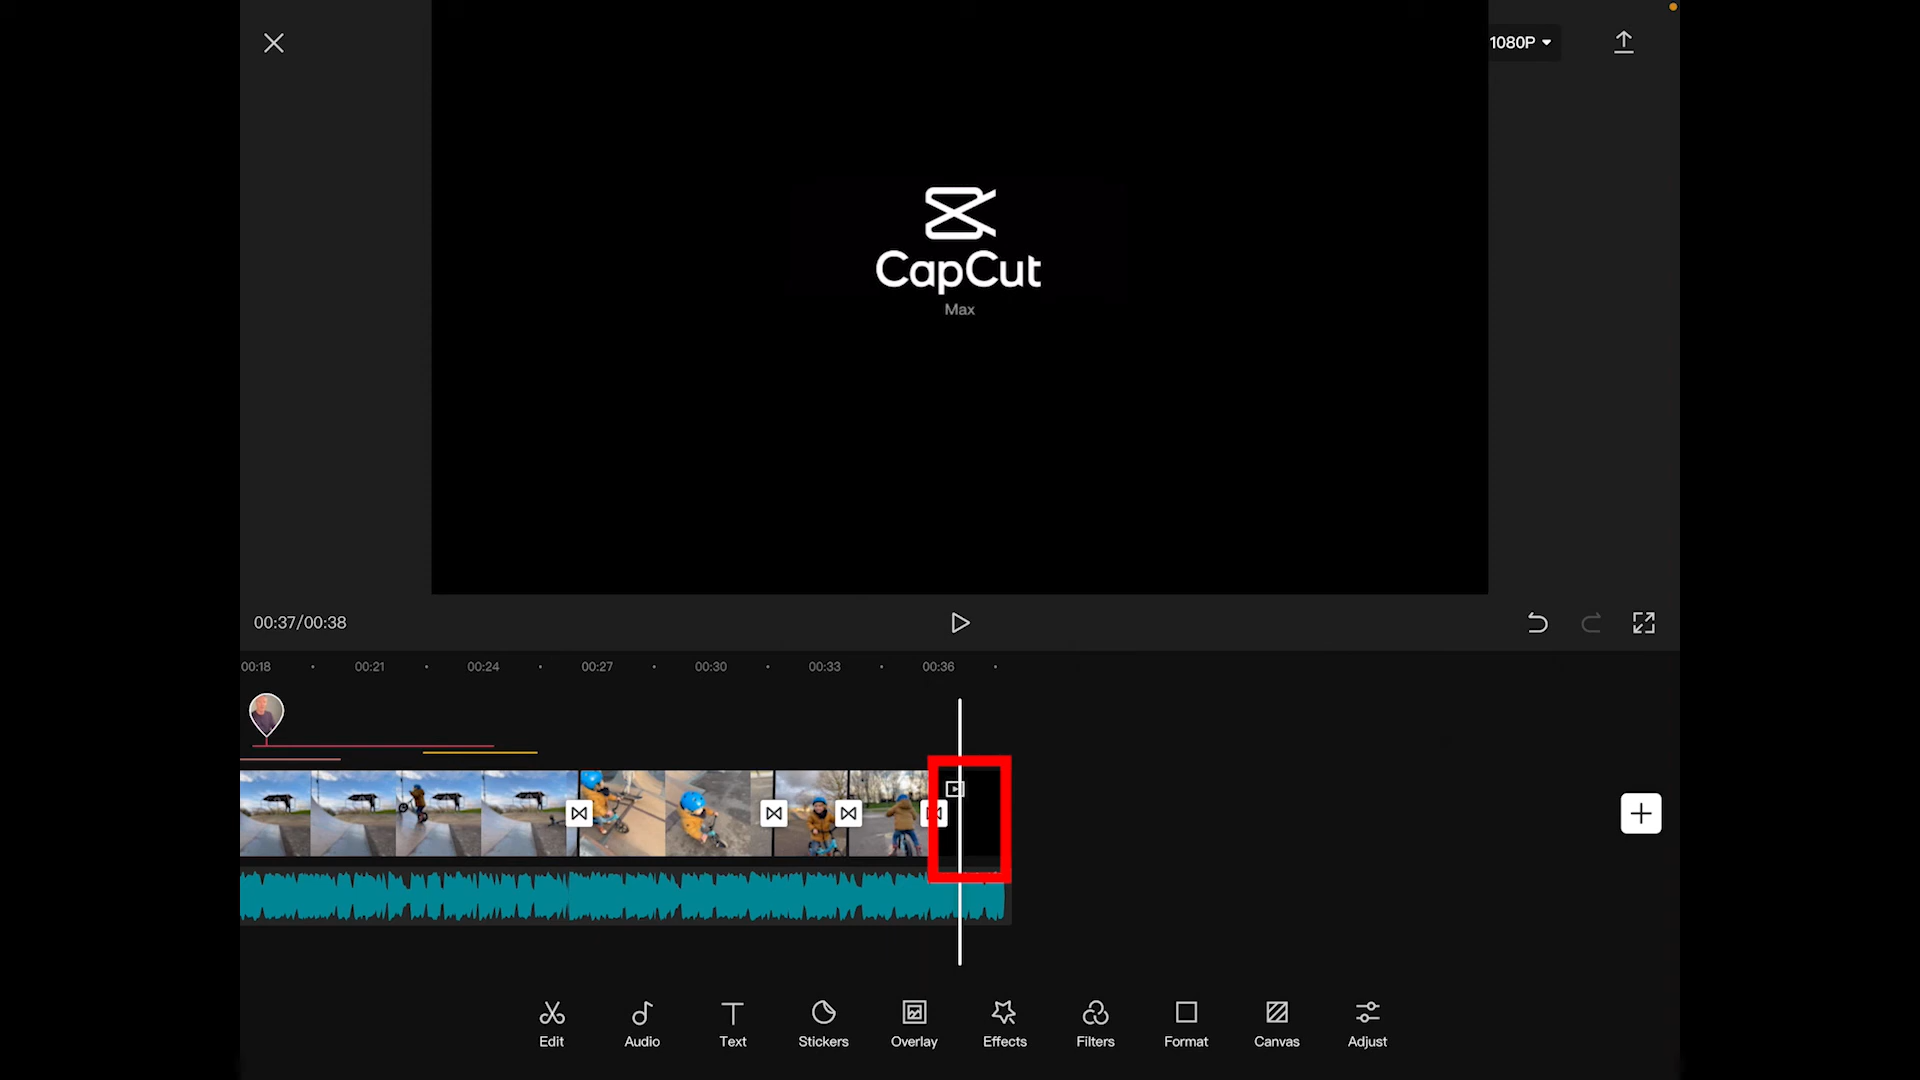 1080P
CapCut
Max
00:37/00:38
00:18 00:21 00:24 00:27 00:30 00:33 00:36
Edit Audio Text Stickers Overlay Effects Filters Format Canvas Adjust